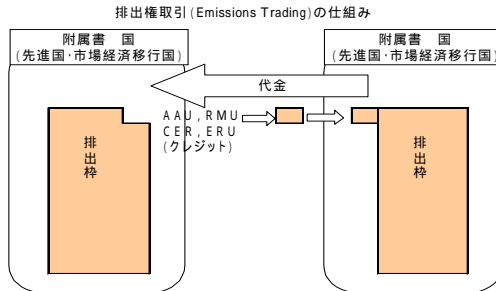 排出権取引(Emissions Trading)の仕組み
附属書 国
(先進国･市場経済移行国)
附属書 国
(先進国･市場経済移行国)
代金
AAU,RMU
CER,ERU
(クレジット)
排出枠
排出枠